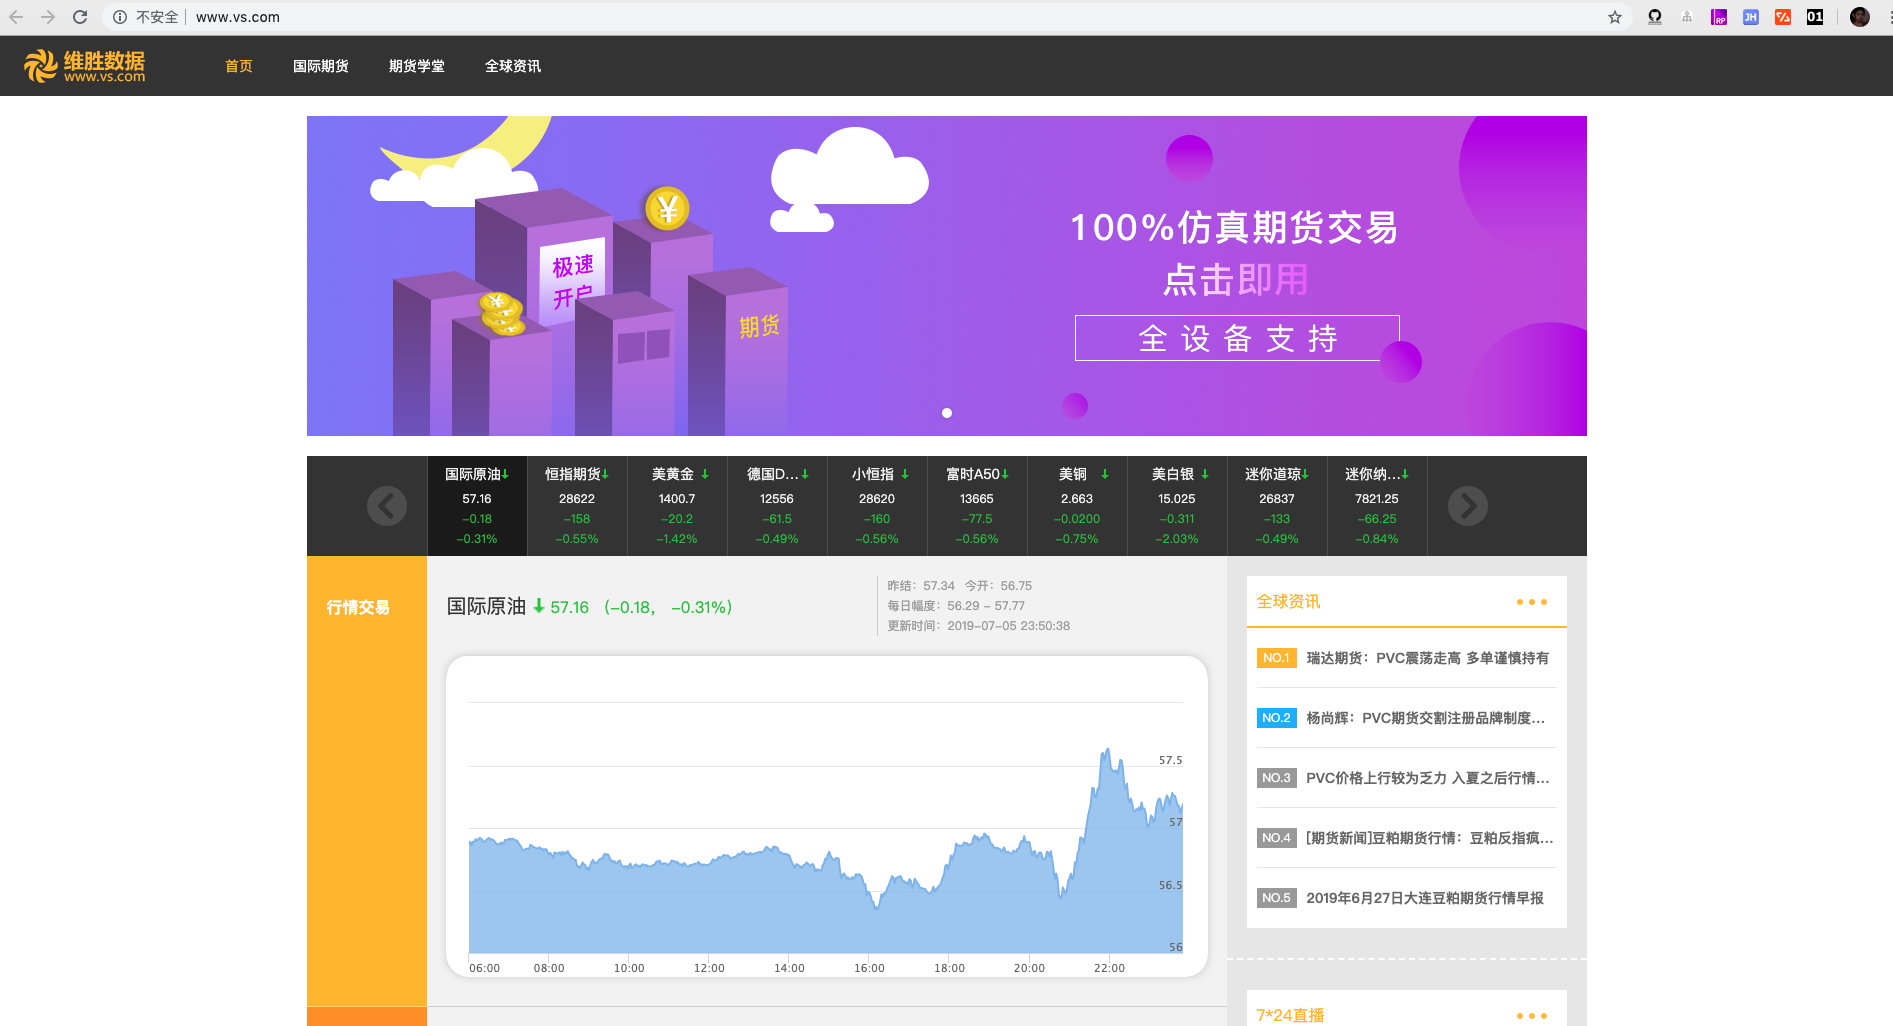 不安全 www.vs.com
维胜数据
www.vs.com
首页 国际期货 期货学堂 全球资讯
极速
开户
期货
100%仿真期货交易
点击即用
全设备支持
国际原油↓ 恒指期货↓ 美黄金 ↓ 德国D...↓ 小恒指 ↓ 富时A50↓ 美铜 ↓ 美白银 ↓ 迷你道琼↓ 迷你纳...↓
57.16 28622 1400.7 12556 28620 13665 2.663 15.025 26837 7821.25
-0.18 -158 -20.2 -61.5 -160 -77.5 -0.0200 -0.311 -133 -66.25
-0.31% -0.55% -1.42% -0.49% -0.56% -0.56% -0.75% -2.03% -0.49% -0.84%
行情交易
国际原油 ↓ 57.16 (-0.18, -0.31%)
昨结：57.34 今开：56.75
每日幅度：56.29 - 57.77
更新时间：2019-07-05 23:50:38
57.5
57
56.5
56
06:00 08:00 10:00 12:00 14:00 16:00 18:00 20:00 22:00
全球资讯
NO.1 瑞达期货：PVC震荡走高 多单谨慎持有
NO.2 杨尚辉：PVC期货交割注册品牌制度...
NO.3 PVC价格上行较为乏力 入夏之后行情...
NO.4 [期货新闻]豆粕期货行情：豆粕反指疯...
NO.5 2019年6月27日大连豆粕期货行情早报
7*24直播